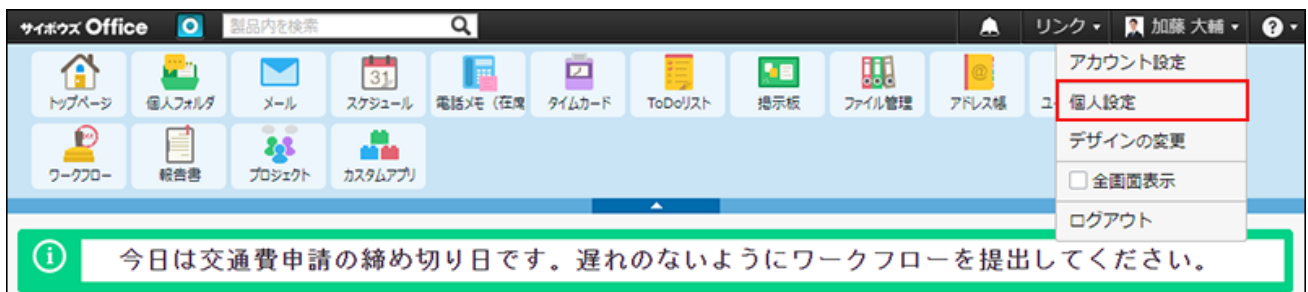 サイボウズ Office
製品内を検索
リンク
加藤 大輔
?
トップページ
個人フォルダ
メール
31
スケジュール
電話メモ（在席
タイムカード
ToDoリスト
掲示板
ファイル管理
@
アドレス帳
ユー
ワークフロー
報告書
プロジェクト
カスタムアプリ
アカウント設定
個人設定
デザインの変更
全画面表示
ログアウト
今日は交通費申請の締め切り日です。遅れのないようにワークフローを提出してください。